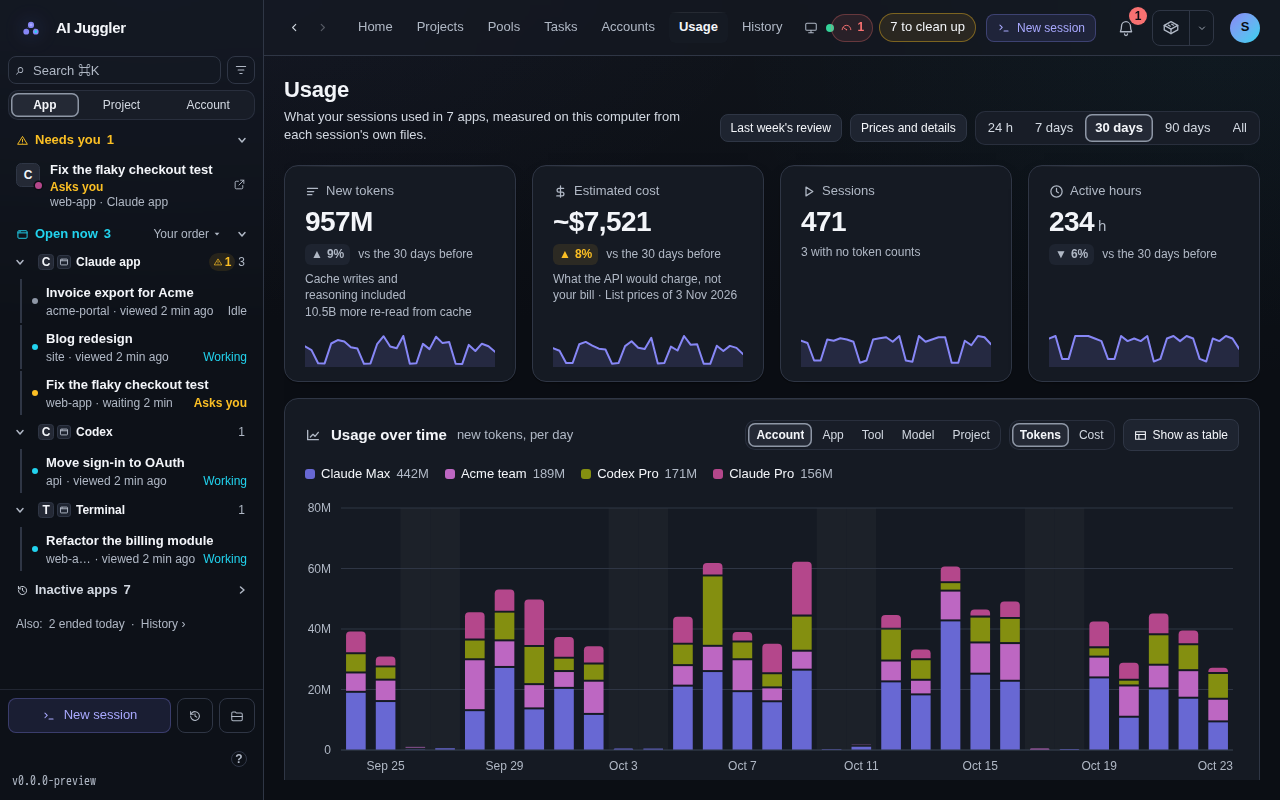 AI Juggler
Search ⌘K
App
Project
Account
Needs you 1
C
Fix the flaky checkout test
Asks you
web-app · Claude app
Open now 3
Your order
C
Claude app
1
3
Invoice export for Acme
acme-portal · viewed 2 min ago
Idle
Blog redesign
site · viewed 2 min ago
Working
Fix the flaky checkout test
web-app · waiting 2 min
Asks you
C
Codex
1
Move sign-in to OAuth
api · viewed 2 min ago
Working
T
Terminal
1
Refactor the billing module
web-a… · viewed 2 min ago
Working
Inactive apps 7
Also: 2 ended today · History ›
New session
?
v0.0.0-preview
Home
Projects
Pools
Tasks
Accounts
Usage
History
1
7 to clean up
New session
1
S
Usage
What your sessions used in 7 apps, measured on this computer from
each session's own files.
Last week's review
Prices and details
24 h
7 days
30 days
90 days
All
New tokens
957M
▲ 9%
vs the 30 days before
Cache writes and
reasoning included
10.5B more re-read from cache
Estimated cost
~$7,521
▲ 8%
vs the 30 days before
What the API would charge, not
your bill · List prices of 3 Nov 2026
Sessions
471
3 with no token counts
Active hours
234 h
▼ 6%
vs the 30 days before
Usage over time
new tokens, per day
Account
App
Tool
Model
Project
Tokens
Cost
Show as table
Claude Max 442M
Acme team 189M
Codex Pro 171M
Claude Pro 156M
80M
60M
40M
20M
0
Sep 25
Sep 29
Oct 3
Oct 7
Oct 11
Oct 15
Oct 19
Oct 23